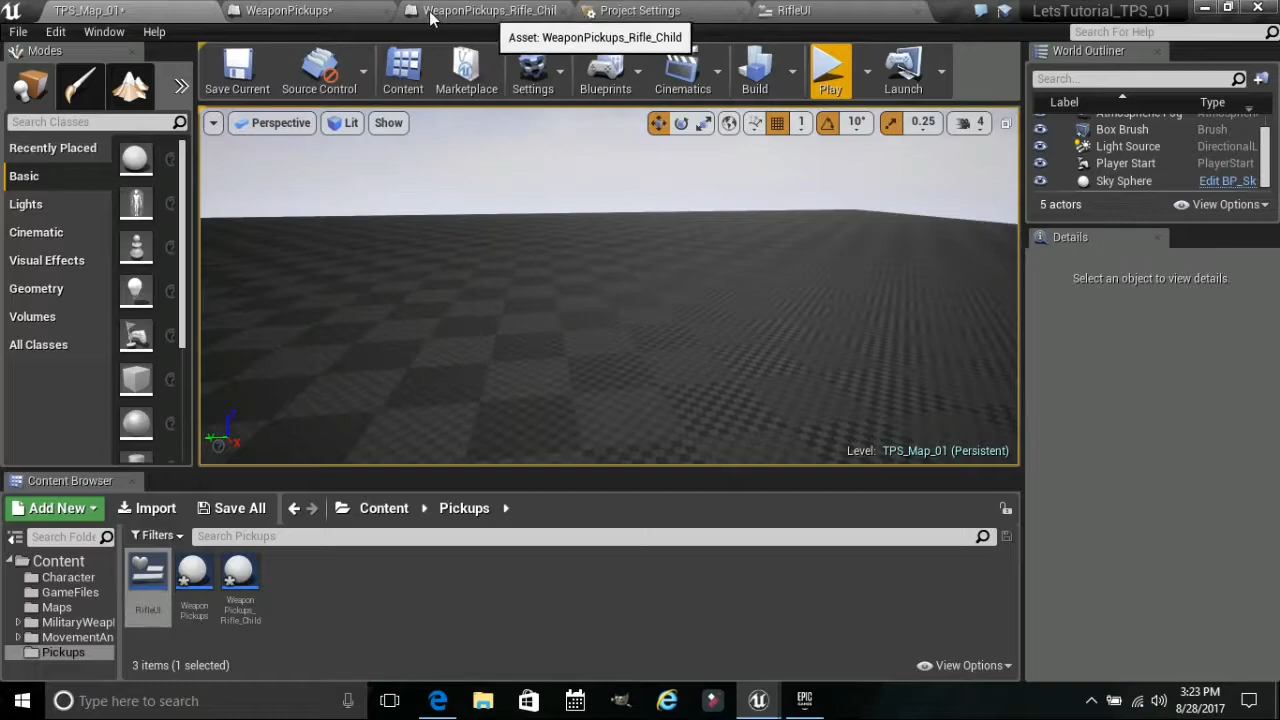 TPS_Map_01*
WeaponPickups*
WeaponPickups_Rifle_Chil
Project Settings
RifleUI
LetsTutorial_TPS_01
File Edit Window Help
Asset: WeaponPickups_Rifle_Child
Search For Help
Modes
Save Current
Source Control
Content
Marketplace
Settings
Blueprints
Cinematics
Build
Play
Launch
World Outliner
Search...
Label Type
Box Brush Brush
Light Source DirectionalL
Player Start PlayerStart
Sky Sphere Edit BP_Sk
5 actors View Options
Details
Select an object to view details.
Search Classes
Recently Placed
Basic
Lights
Cinematic
Visual Effects
Geometry
Volumes
All Classes
Perspective Lit Show
1 10° 0.25 4
Z
Y X
Level: TPS_Map_01 (Persistent)
Content Browser
Add New Import Save All Content Pickups
Search Folde
Filters Search Pickups
Content
Character
GameFiles
Maps
MilitaryWeap
MovementAn
Pickups
RifleUI
Weapon
Pickups
Weapon
Pickups_
Rifle_Child
3 items (1 selected) View Options
Type here to search
EPIC
GAMES
3:23 PM
8/28/2017